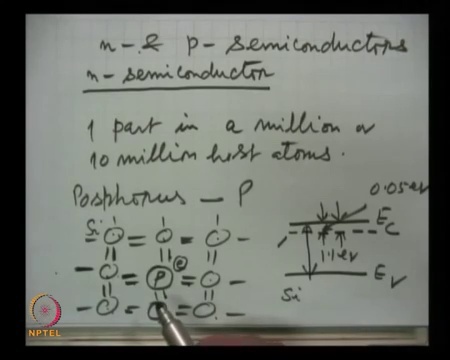 n- & p- semiconductors
n- semiconductor
1 part in a million or
10 million host atoms.
Posphorus — P
0.05 eV
Si
E_C
P
e
1.1 eV
E_V
Si
NPTEL